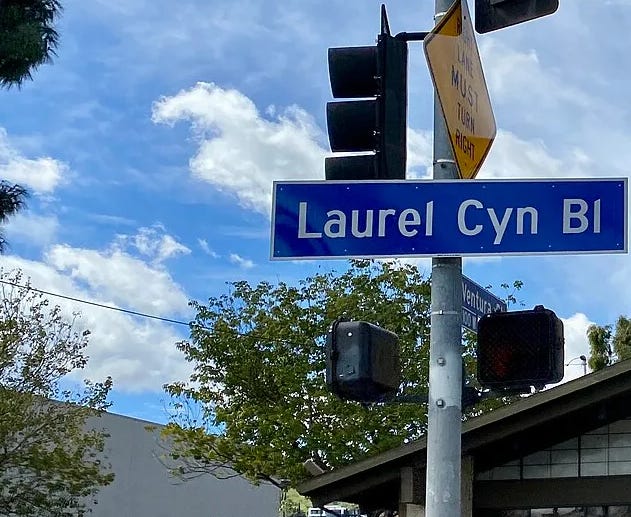 LANE
MUST
TURN
RIGHT
Laurel Cyn Bl
Ventura